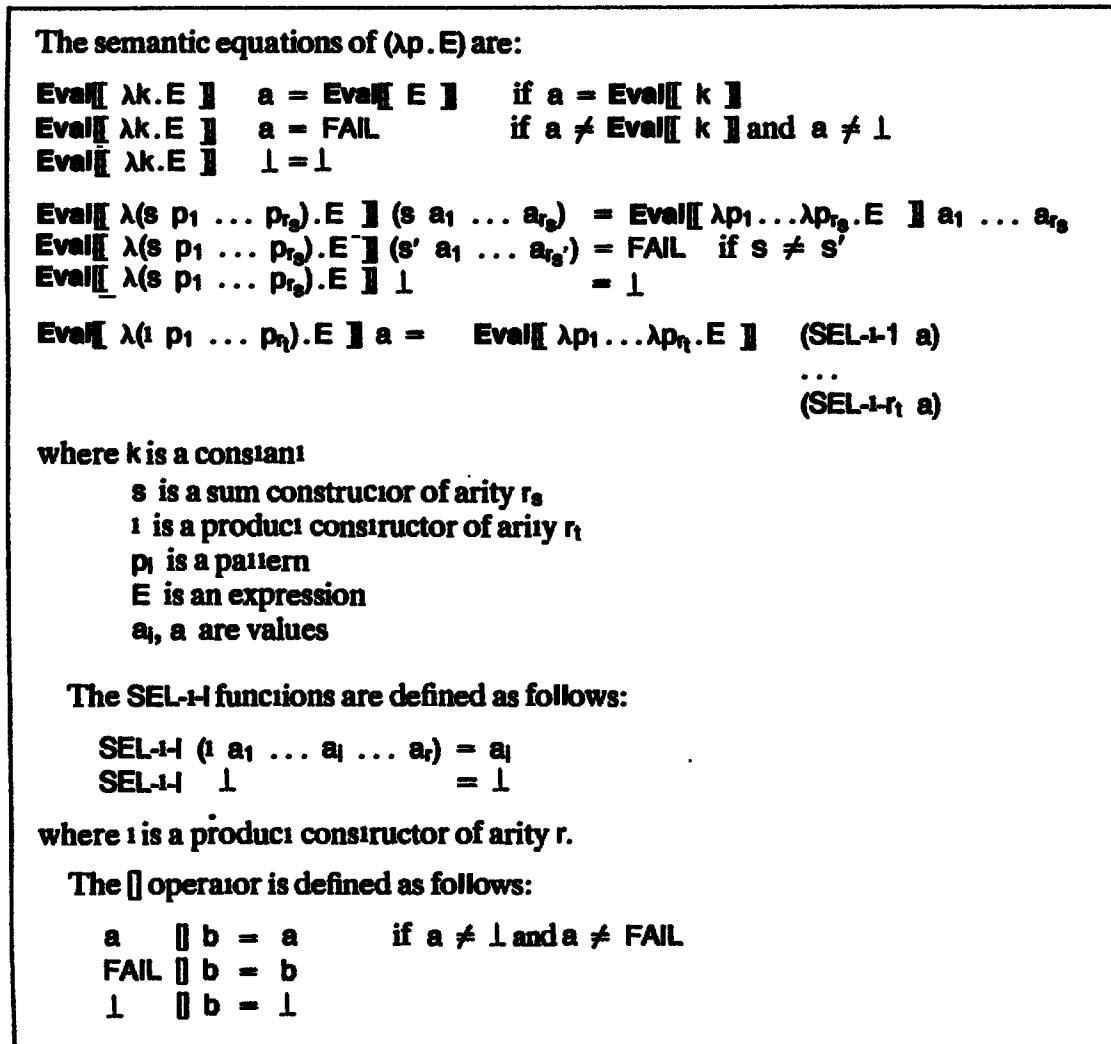 The semantic equations of (λp.E) are:
Eval⟦ λk.E ⟧ a = Eval⟦ E ⟧ if a = Eval⟦ k ⟧
Eval⟦ λk.E ⟧ a = FAIL if a ≠ Eval⟦ k ⟧ and a ≠ ⊥
Eval⟦ λk.E ⟧ ⊥ = ⊥
Eval⟦ λ(s p₁ ... pᵣₛ).E ⟧ (s a₁ ... aᵣₛ) = Eval⟦ λp₁...λpᵣₛ.E ⟧ a₁ ... aᵣₛ
Eval⟦ λ(s p₁ ... pᵣₛ).E ⟧ (s' a₁ ... aᵣₛ') = FAIL if s ≠ s'
Eval⟦ λ(s p₁ ... pᵣₛ).E ⟧ ⊥ = ⊥
Eval⟦ λ(t p₁ ... pᵣₜ).E ⟧ a = Eval⟦ λp₁...λpᵣₜ.E ⟧ (SEL-t-1 a)
...
(SEL-t-rₜ a)
where k is a constant
s is a sum constructor of arity rₛ
t is a product constructor of arity rₜ
pᵢ is a pattern
E is an expression
aᵢ, a are values
The SEL-t-i functions are defined as follows:
SEL-t-i (t a₁ ... aᵢ ... aᵣ) = aᵢ
SEL-t-i ⊥ = ⊥
where t is a product constructor of arity r.
The ▯ operator is defined as follows:
a ▯ b = a if a ≠ ⊥ and a ≠ FAIL
FAIL ▯ b = b
⊥ ▯ b = ⊥